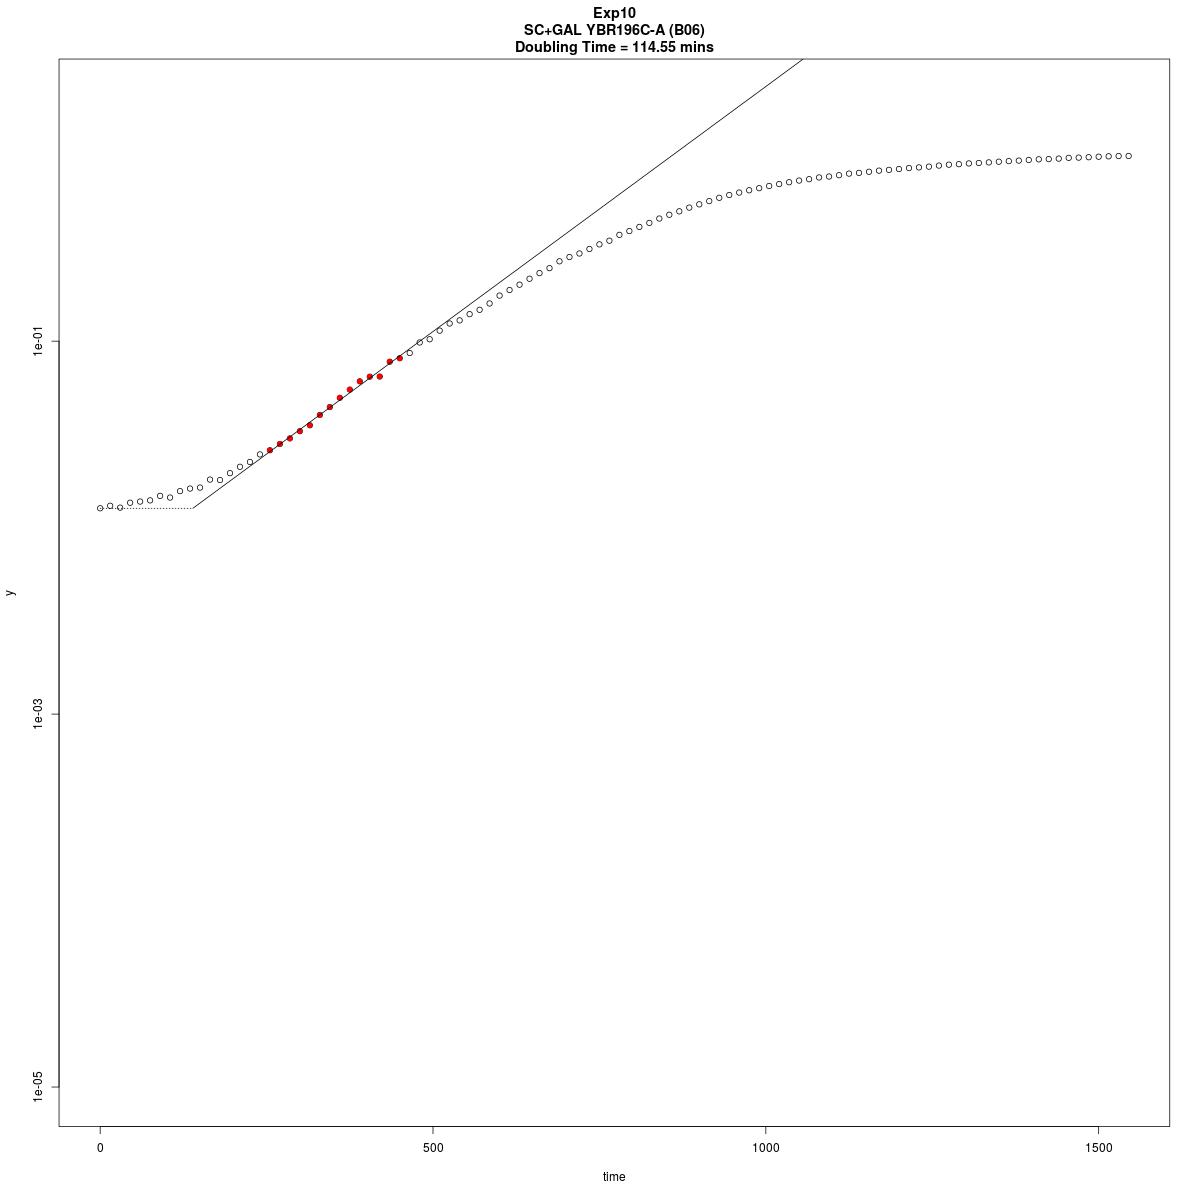 Exp10
SC+GAL YBR196C-A (B06)
Doubling Time = 114.55 mins
1e-01
1e-03
1e-05
y
0 500 1000 1500
time